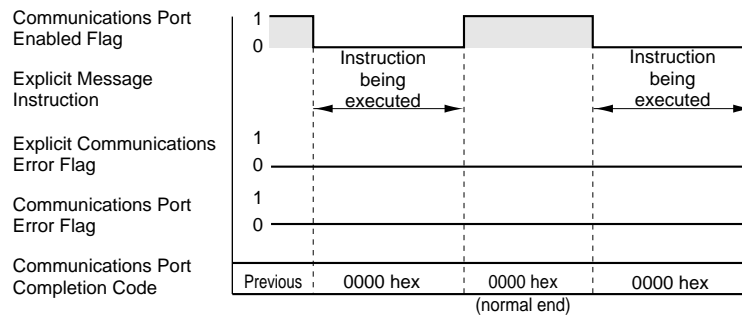 Communications Port
Enabled Flag
1
0
Instruction
being
executed
Instruction
being
executed
Explicit Message
Instruction
Explicit Communications
Error Flag
1
0
Communications Port
Error Flag
1
0
Communications Port
Completion Code
Previous
0000 hex
0000 hex
(normal end)
0000 hex